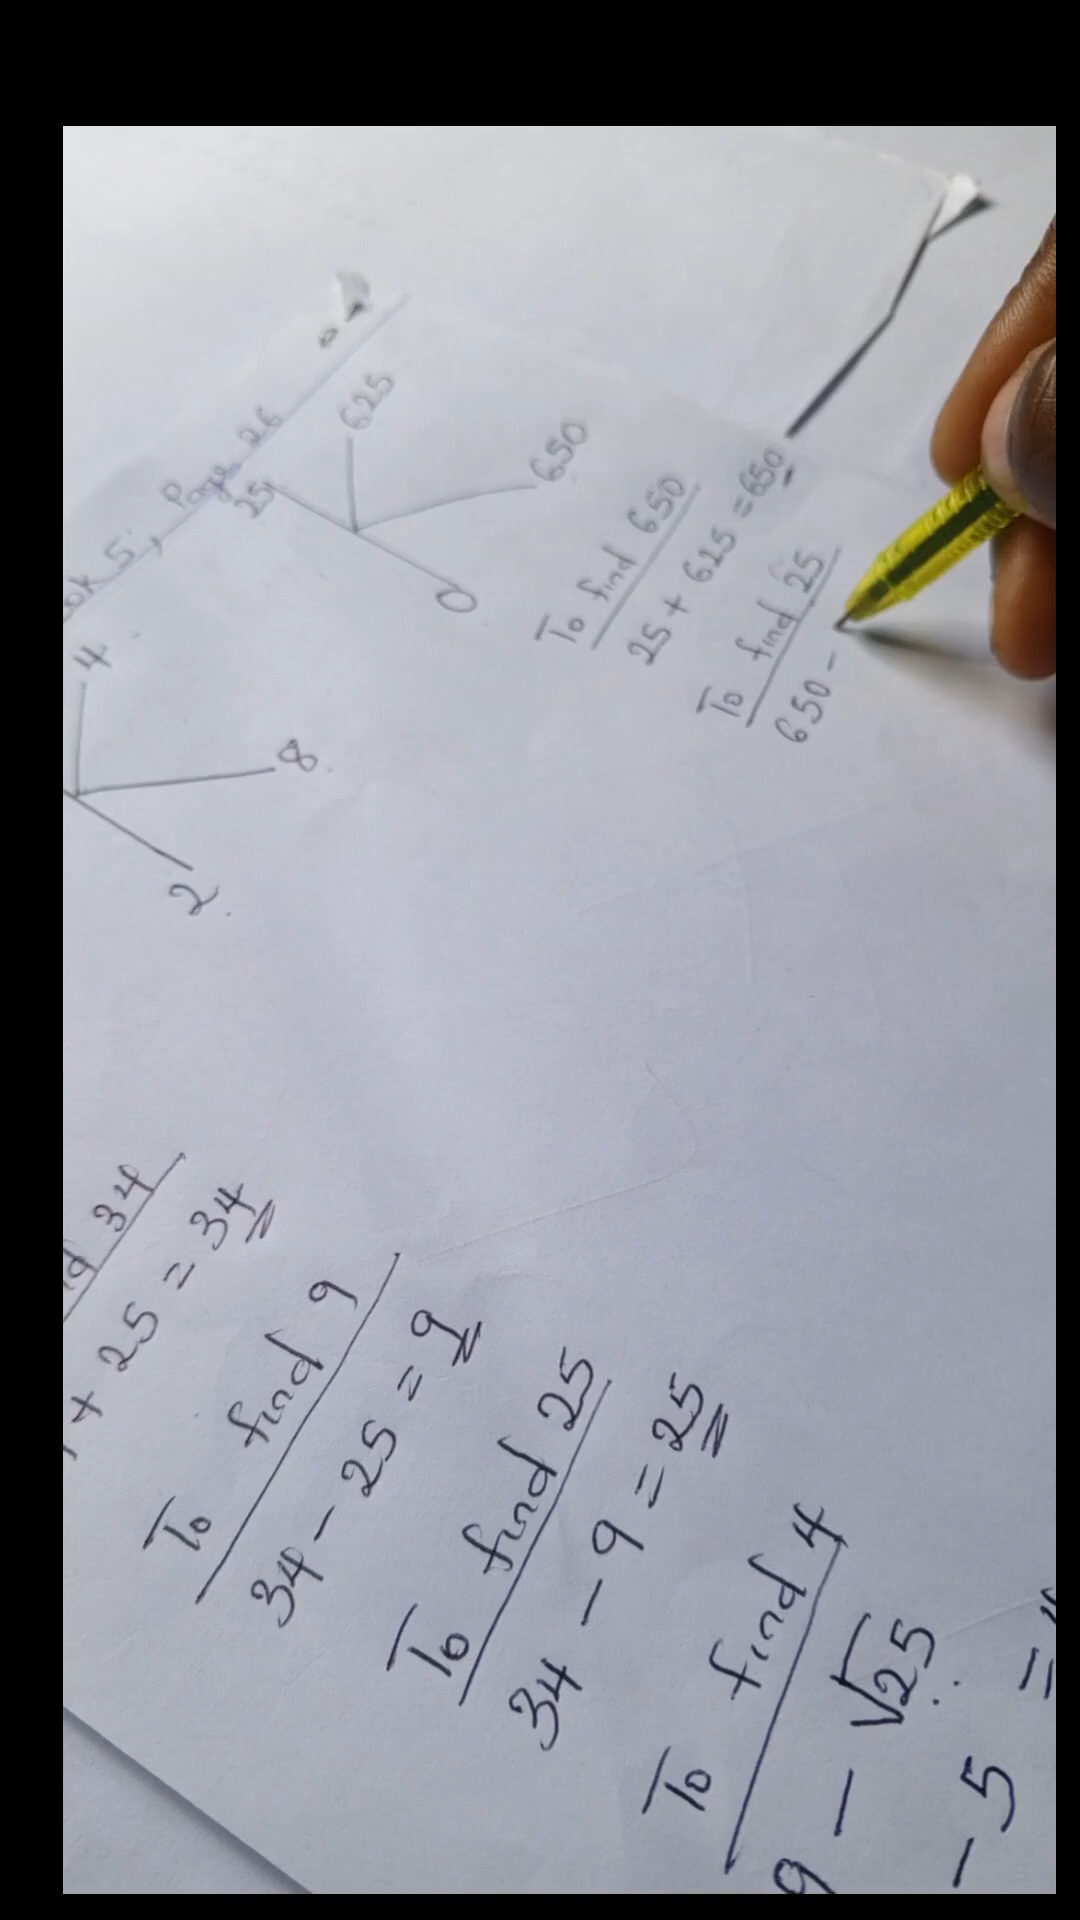 ok 5, Page 26
4
8
2
25
625
650
0
To find 650
25 + 625 = 650
To find 25
650 -
34
+ 25 = 34
To find 9
34 - 25 = 9
To find 25
34 - 9 = 25
To find 4
9 - √25
- 5 =